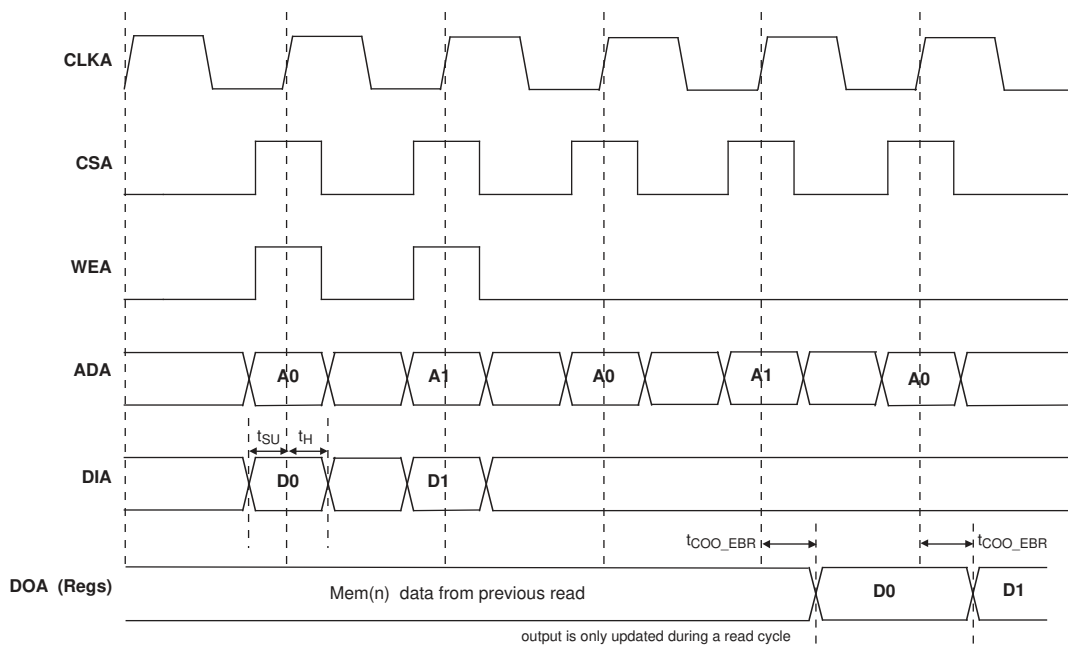 CLKA
CSA
WEA
ADA
A0
A1
A0
A1
A0
tSU
tH
DIA
D0
D1
tCOO_EBR
tCOO_EBR
DOA (Regs)
Mem(n) data from previous read
D0
D1
output is only updated during a read cycle